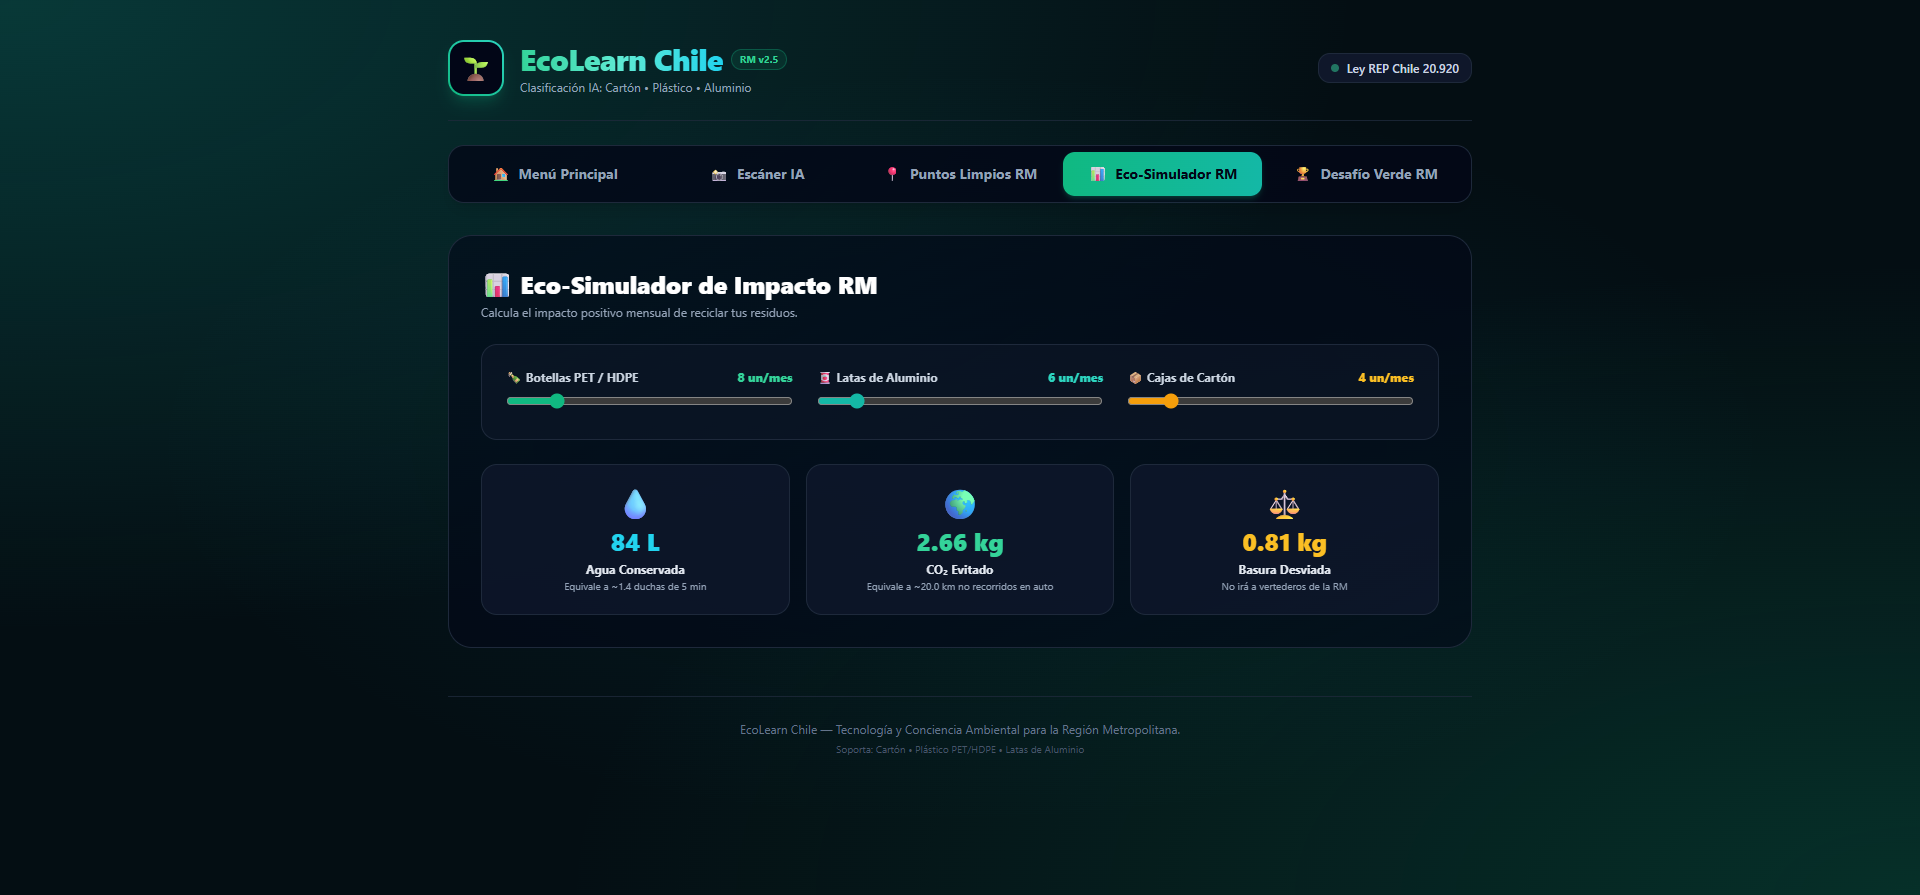 EcoLearn Chile RM v2.5
Clasificación IA: Cartón • Plástico • Aluminio
Ley REP Chile 20.920
Menú Principal
Escáner IA
Puntos Limpios RM
Eco-Simulador RM
Desafío Verde RM
Eco-Simulador de Impacto RM
Calcula el impacto positivo mensual de reciclar tus residuos.
Botellas PET / HDPE 8 un/mes
Latas de Aluminio 6 un/mes
Cajas de Cartón 4 un/mes
84 L
Agua Conservada
Equivale a ~1.4 duchas de 5 min
2.66 kg
CO₂ Evitado
Equivale a ~20.0 km no recorridos en auto
0.81 kg
Basura Desviada
No irá a vertederos de la RM
EcoLearn Chile — Tecnología y Conciencia Ambiental para la Región Metropolitana.
Soporta: Cartón • Plástico PET/HDPE • Latas de Aluminio